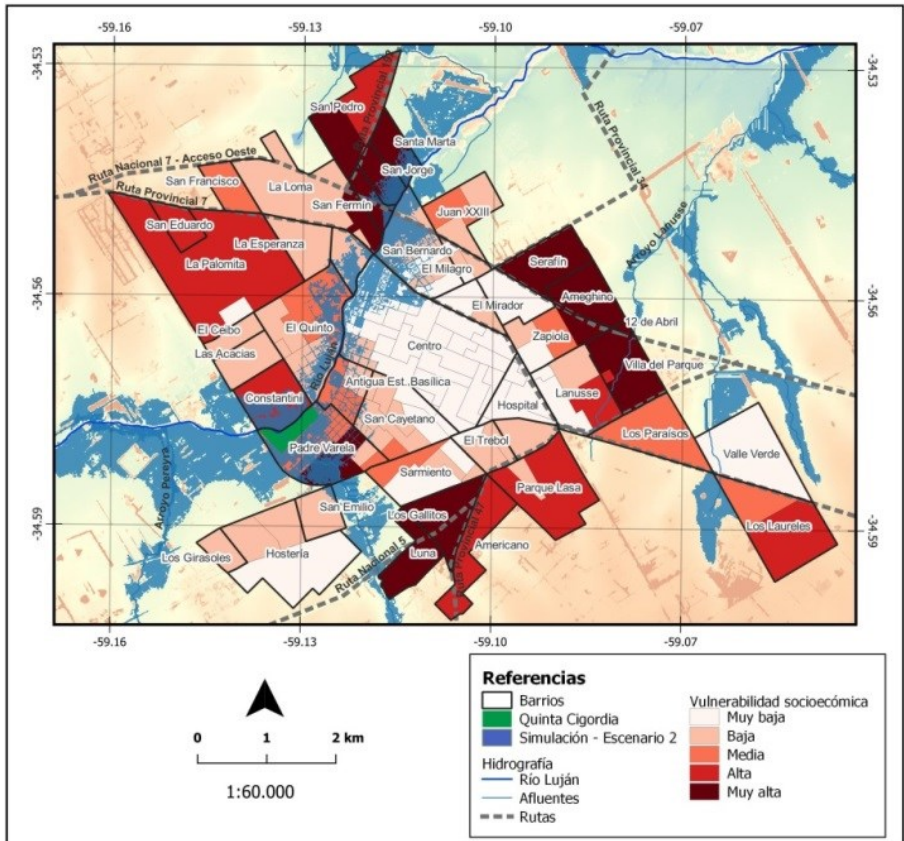 -59.16
-59.13
-59.10
-59.07
-34.53
-34.53
San Pedro
Santa Marta
Ruta Provincial 34
Ruta Nacional 7 - Acceso Oeste
San Jorge
San Francisco
La Loma
Ruta Provincial 7
San Fermín
Juan XXIII
Arroyo Lanusse
San Eduardo
La Esperanza
San Bernardo
La Palomita
El Milagro
Serafín
Ameghino
-34.56
-34.56
El Mirador
12 de Abril
El Ceibo
El Quinto
Zapiola
Centro
Las Acacias
Río Luján
Villa del Parque
Antigua Est. Basílica
Constantini
Lanusse
San Cayetano
Hospital
Los Paraísos
Padre Varela
El Trebol
Valle Verde
Sarmiento
Arroyo Pereyra
Parque Lasa
San Emilio
Los Gallitos
Los Laureles
-34.59
-34.59
Los Girasoles
Hostería
Luna
Americano
Ruta Nacional 5
Ruta Provincial 47
-59.16
-59.13
-59.10
-59.07
0 1 2 km
1:60.000
Referencias
Barrios
Quinta Cigordia
Simulación - Escenario 2
Hidrografía
Río Luján
Afluentes
Rutas
Vulnerabilidad socioecómica
Muy baja
Baja
Media
Alta
Muy alta